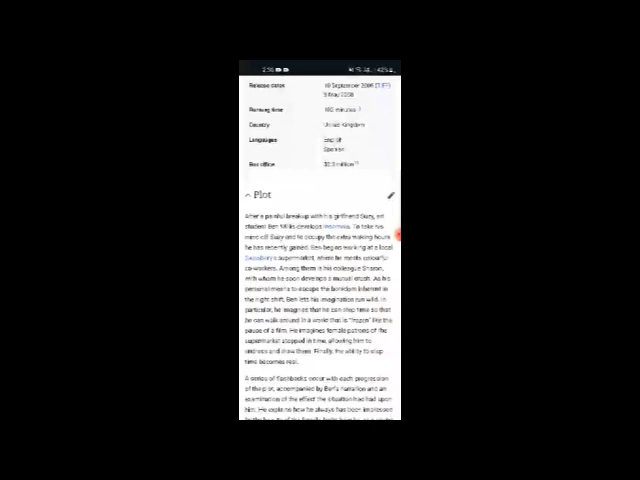 Release dates
10 September 2006 (TIFF)
9 May 2008
Running time
Country
United Kingdom
Languages
English
Spanish
Box office
Plot
After a painful breakup with his girlfriend Suzy, art
student Ben Willis develops insomnia. To take his
mind off Suzy and to occupy the extra waking hours
he has recently gained, Ben begins working at a local
Sainsbury's supermarket, where he meets colourful
co-workers. Among them is his colleague Sharon,
with whom he soon develops a mutual crush. As his
personal means to escape the boredom inherent in
the night shift, Ben lets his imagination run wild. In
particular, he imagines that he can stop time so that
he can walk around in a world that is "frozen" like the
pause of a film. He imagines female patrons of the
supermarket stopped in time, allowing him to
undress and draw them. Finally, the ability to stop
time becomes real.
A series of flashbacks occur with each progression
of the plot, accompanied by Ben's narration and an
examination of the effect the situation has had upon
him. He explains how he always has been impressed